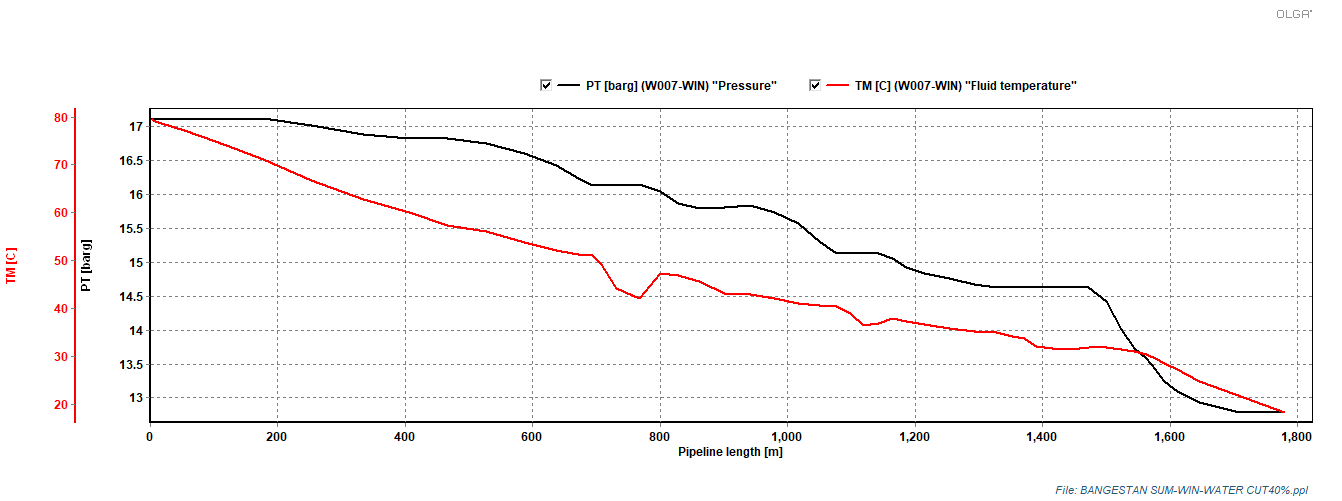 OLGA
PT [barg] (W007-WIN) "Pressure" TM [C] (W007-WIN) "Fluid temperature"
TM [C]
80
70
60
50
40
30
20
PT [barg]
17
16.5
16
15.5
15
14.5
14
13.5
13
0 200 400 600 800 1,000 1,200 1,400 1,600 1,800
Pipeline length [m]
File: BANGESTAN SUM-WIN-WATER CUT40%.ppl